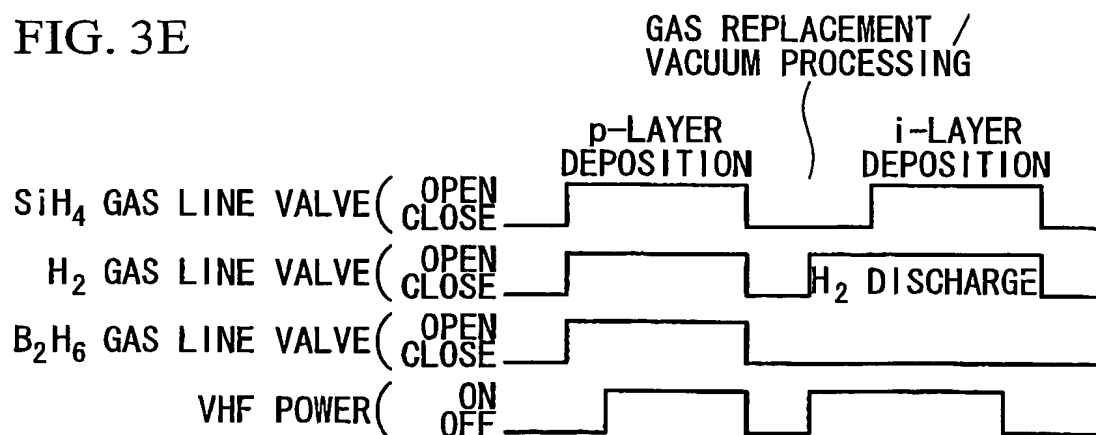 FIG. 3E
GAS REPLACEMENT /
VACUUM PROCESSING
p-LAYER
DEPOSITION
i-LAYER
DEPOSITION
SiH4 GAS LINE VALVE( OPEN
CLOSE
H2 GAS LINE VALVE( OPEN
CLOSE
H2 DISCHARGE
B2H6 GAS LINE VALVE( OPEN
CLOSE
VHF POWER( ON
OFF